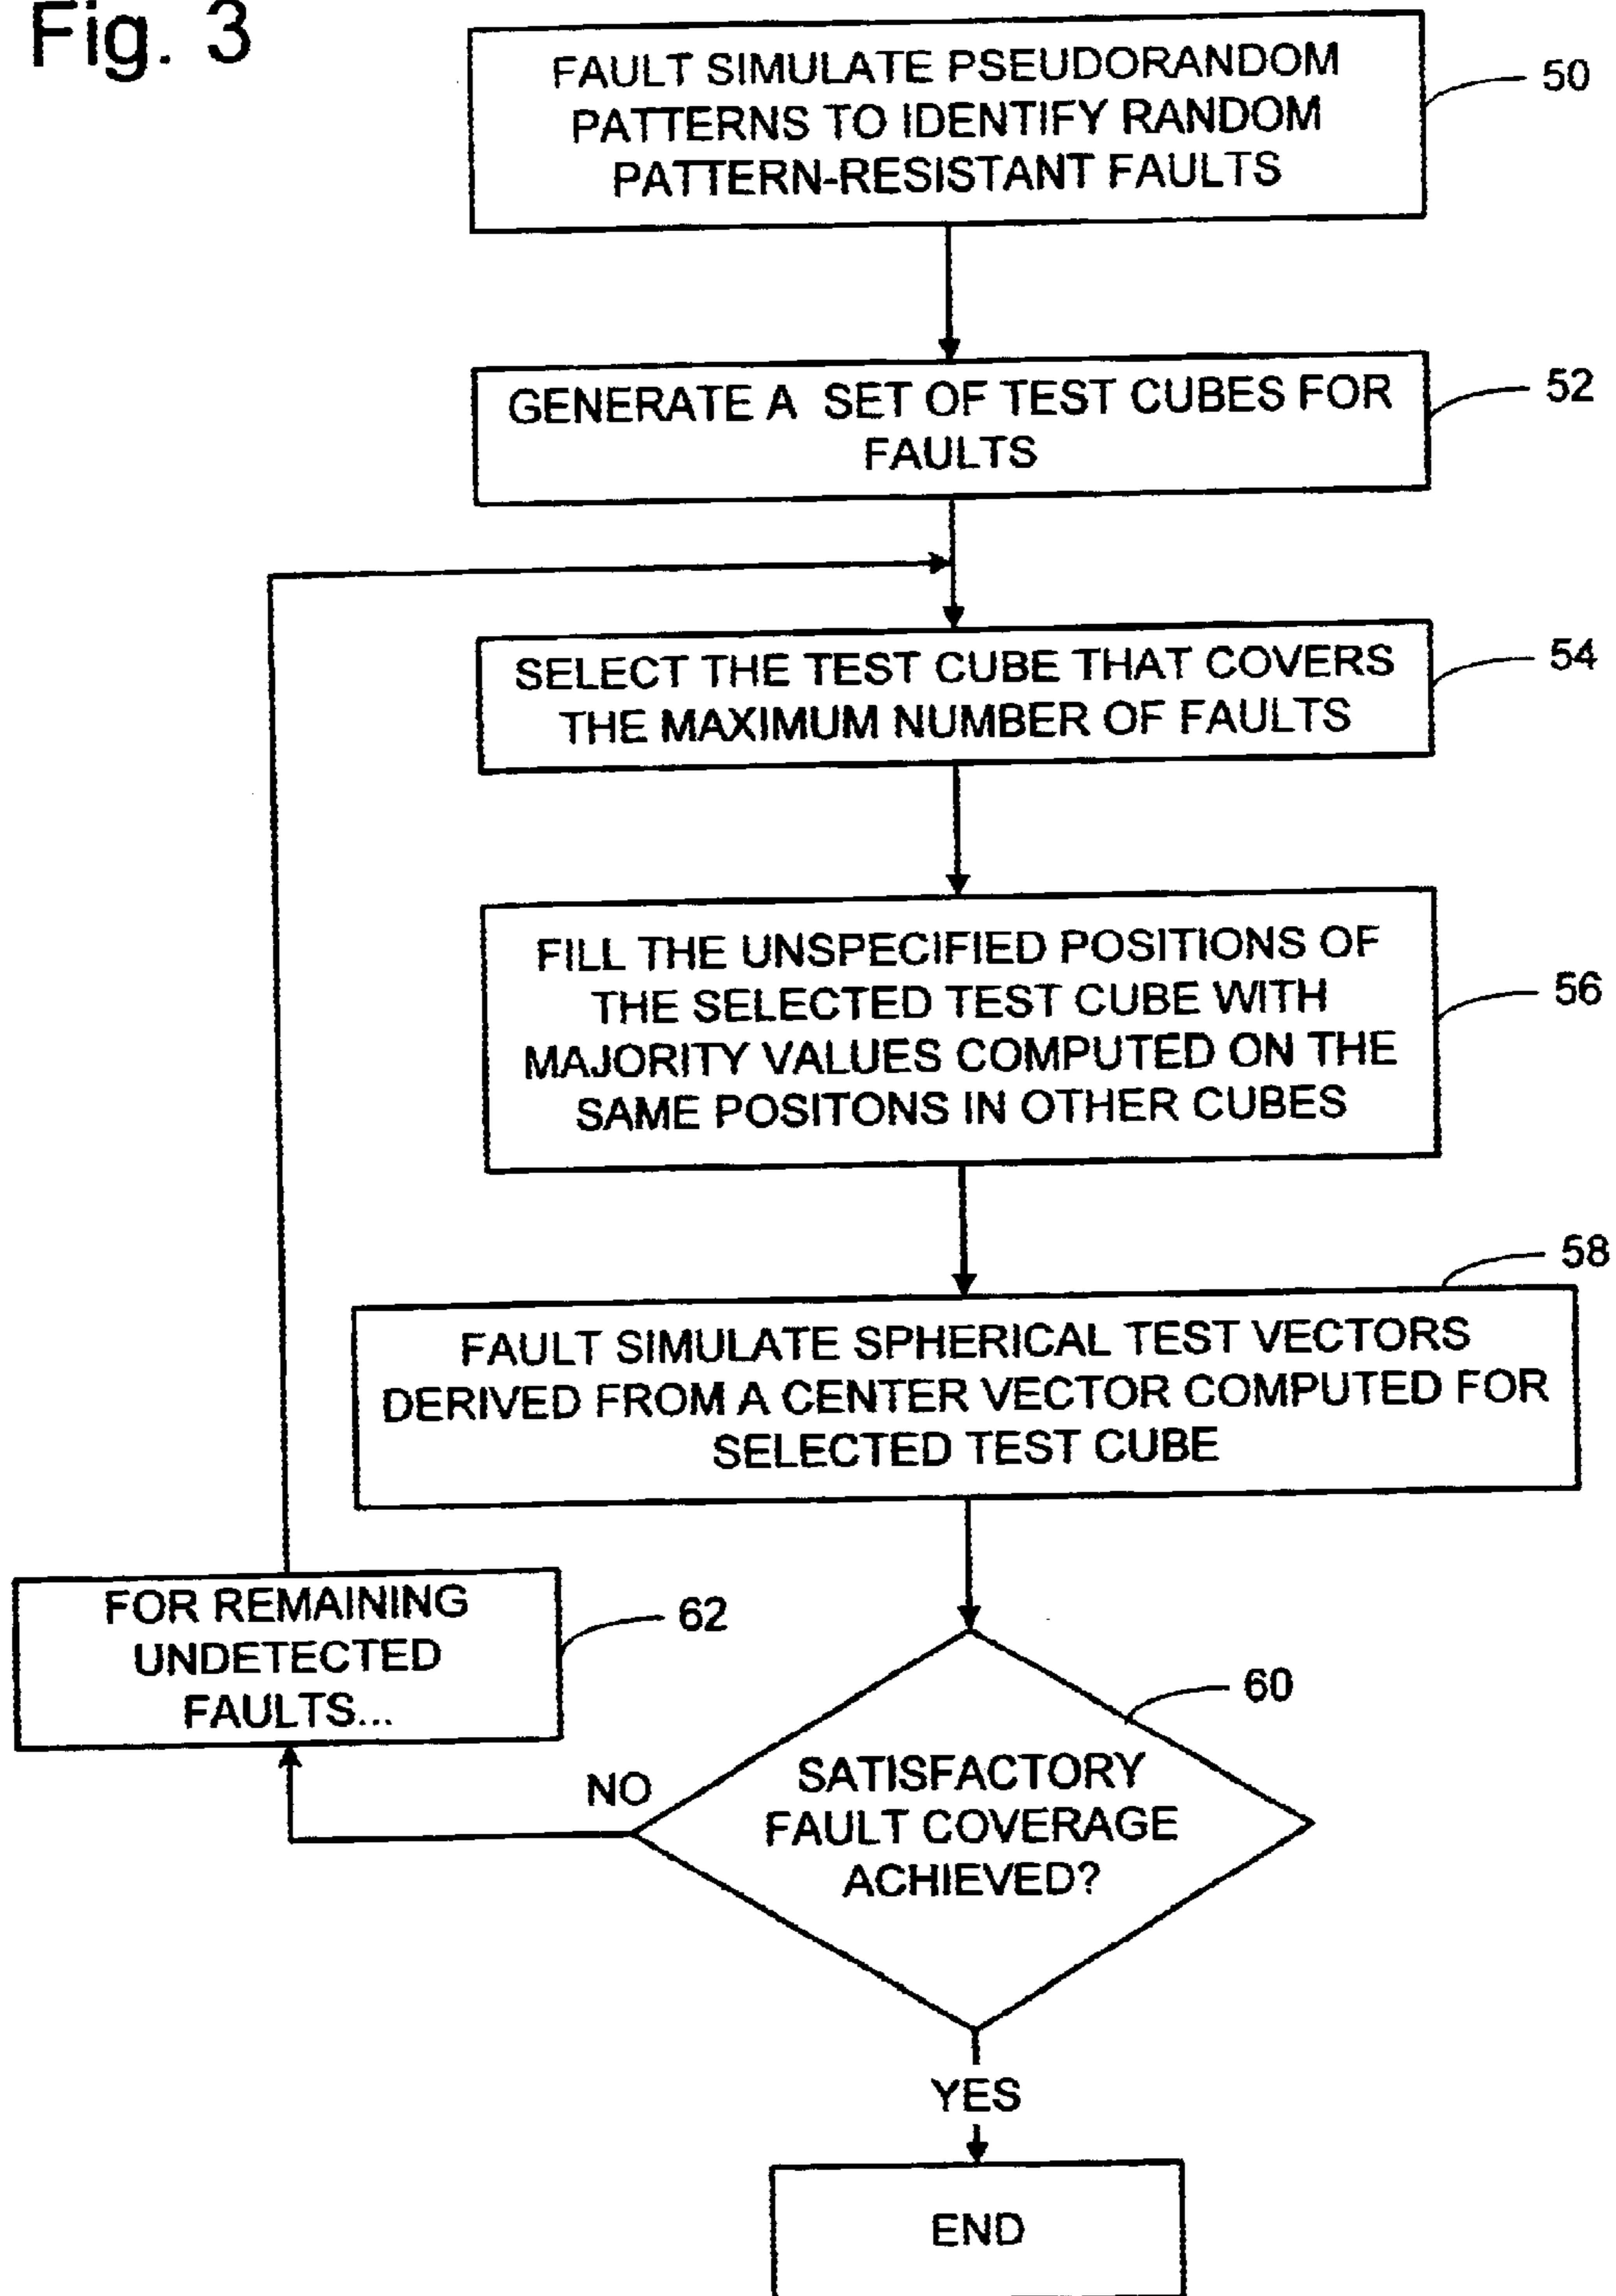 Fig. 3
FAULT SIMULATE PSEUDORANDOM
PATTERNS TO IDENTIFY RANDOM
PATTERN-RESISTANT FAULTS
50
GENERATE A SET OF TEST CUBES FOR
FAULTS
52
SELECT THE TEST CUBE THAT COVERS
THE MAXIMUM NUMBER OF FAULTS
54
FILL THE UNSPECIFIED POSITIONS OF
THE SELECTED TEST CUBE WITH
MAJORITY VALUES COMPUTED ON THE
SAME POSITONS IN OTHER CUBES
56
58
FAULT SIMULATE SPHERICAL TEST VECTORS
DERIVED FROM A CENTER VECTOR COMPUTED FOR
SELECTED TEST CUBE
FOR REMAINING
UNDETECTED
FAULTS...
62
60
NO
SATISFACTORY
FAULT COVERAGE
ACHIEVED?
YES
END